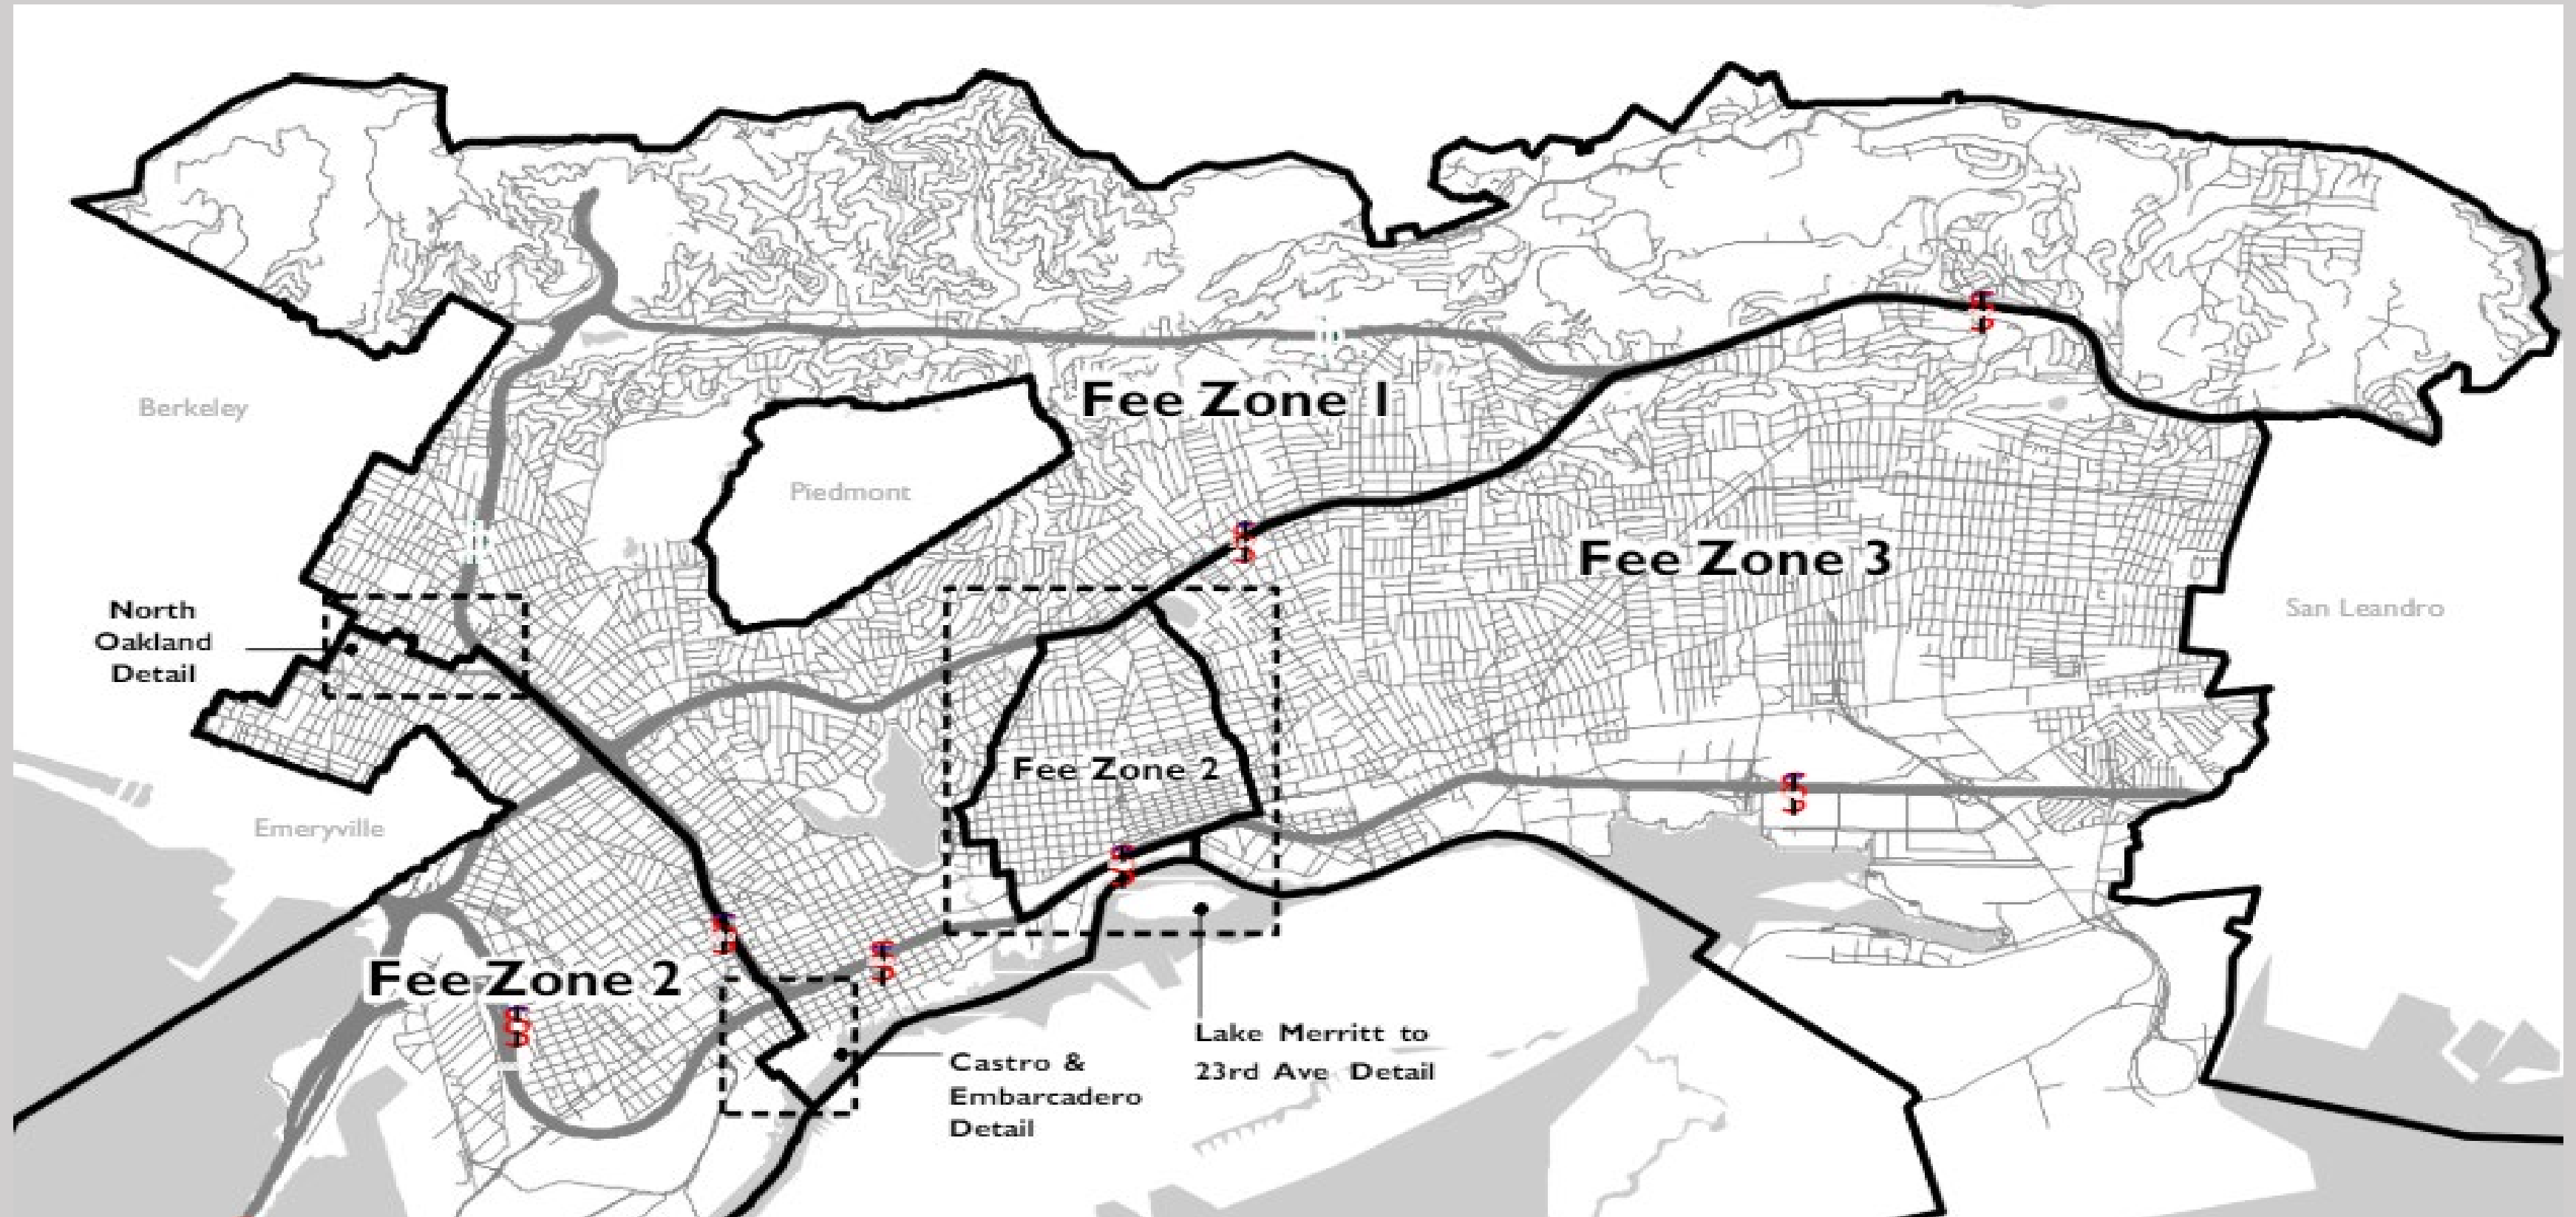 Fee Zone 1
Berkeley
Piedmont
Fee Zone 3
North
Oakland
Detail
San Leandro
Fee Zone 2
Emeryville
Fee Zone 2
Lake Merritt to
23rd Ave Detail
Castro &
Embarcadero
Detail